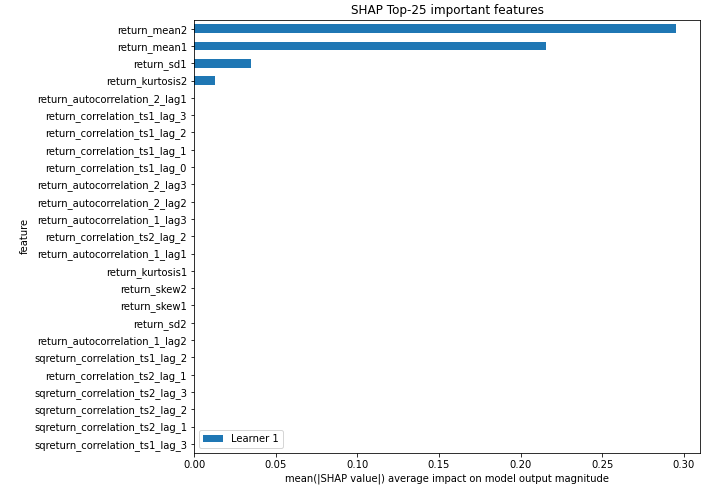 SHAP Top-25 important features
return_mean2
return_mean1
return_sd1
return_kurtosis2
return_autocorrelation_2_lag1
return_correlation_ts1_lag_3
return_correlation_ts1_lag_2
return_correlation_ts1_lag_1
return_correlation_ts1_lag_0
return_autocorrelation_2_lag3
return_autocorrelation_2_lag2
return_autocorrelation_1_lag3
return_correlation_ts2_lag_2
return_autocorrelation_1_lag1
return_kurtosis1
return_skew2
return_skew1
return_sd2
return_autocorrelation_1_lag2
sqreturn_correlation_ts1_lag_2
return_correlation_ts2_lag_1
sqreturn_correlation_ts2_lag_3
sqreturn_correlation_ts2_lag_2
sqreturn_correlation_ts2_lag_1
sqreturn_correlation_ts1_lag_3
feature
Learner 1
0.00 0.05 0.10 0.15 0.20 0.25 0.30
mean(|SHAP value|) average impact on model output magnitude